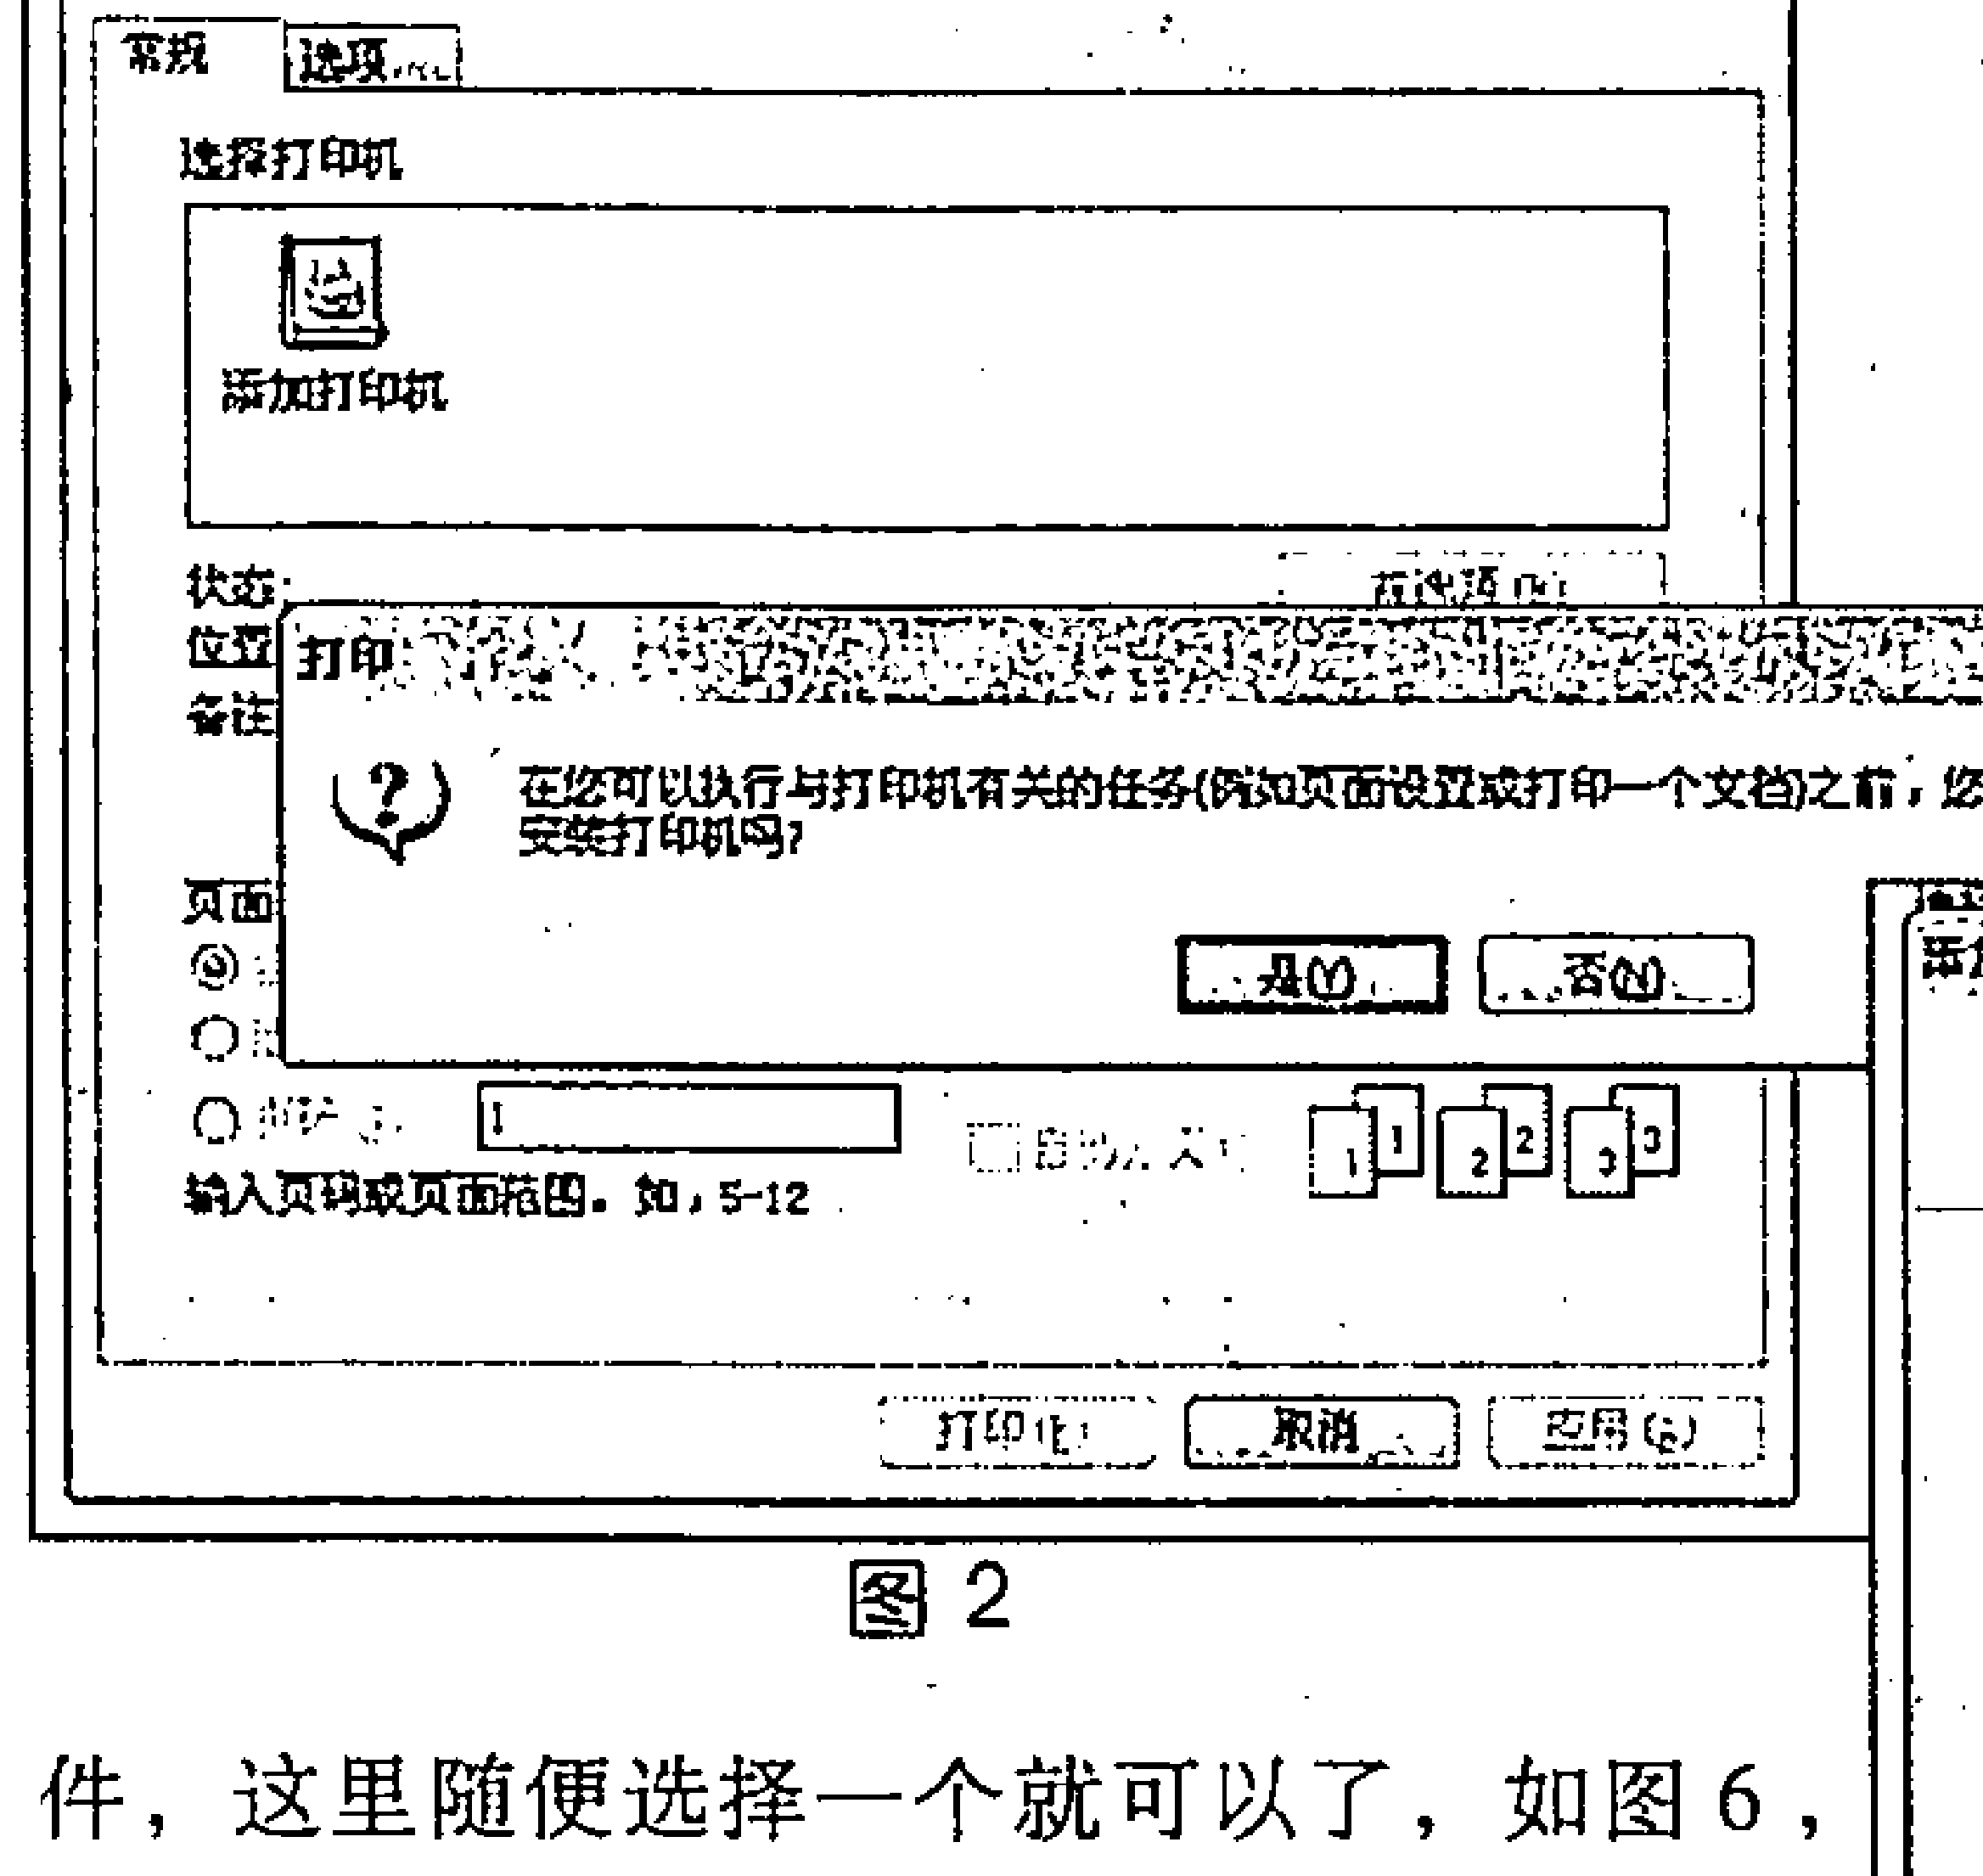 常规
选项
选择打印机
添加打印机
状态:
位置
备注
打印
在您可以执行与打印机有关的任务(例如页面设置或打印一个文档)之前，您
安装打印机吗?
页面
是(Y)
否(N)
1
1 1 2 2 3 3
输入页码或页面范围。如，5-12
打印
取消
应用
图 2
件，这里随便选择一个就可以了，如图 6，